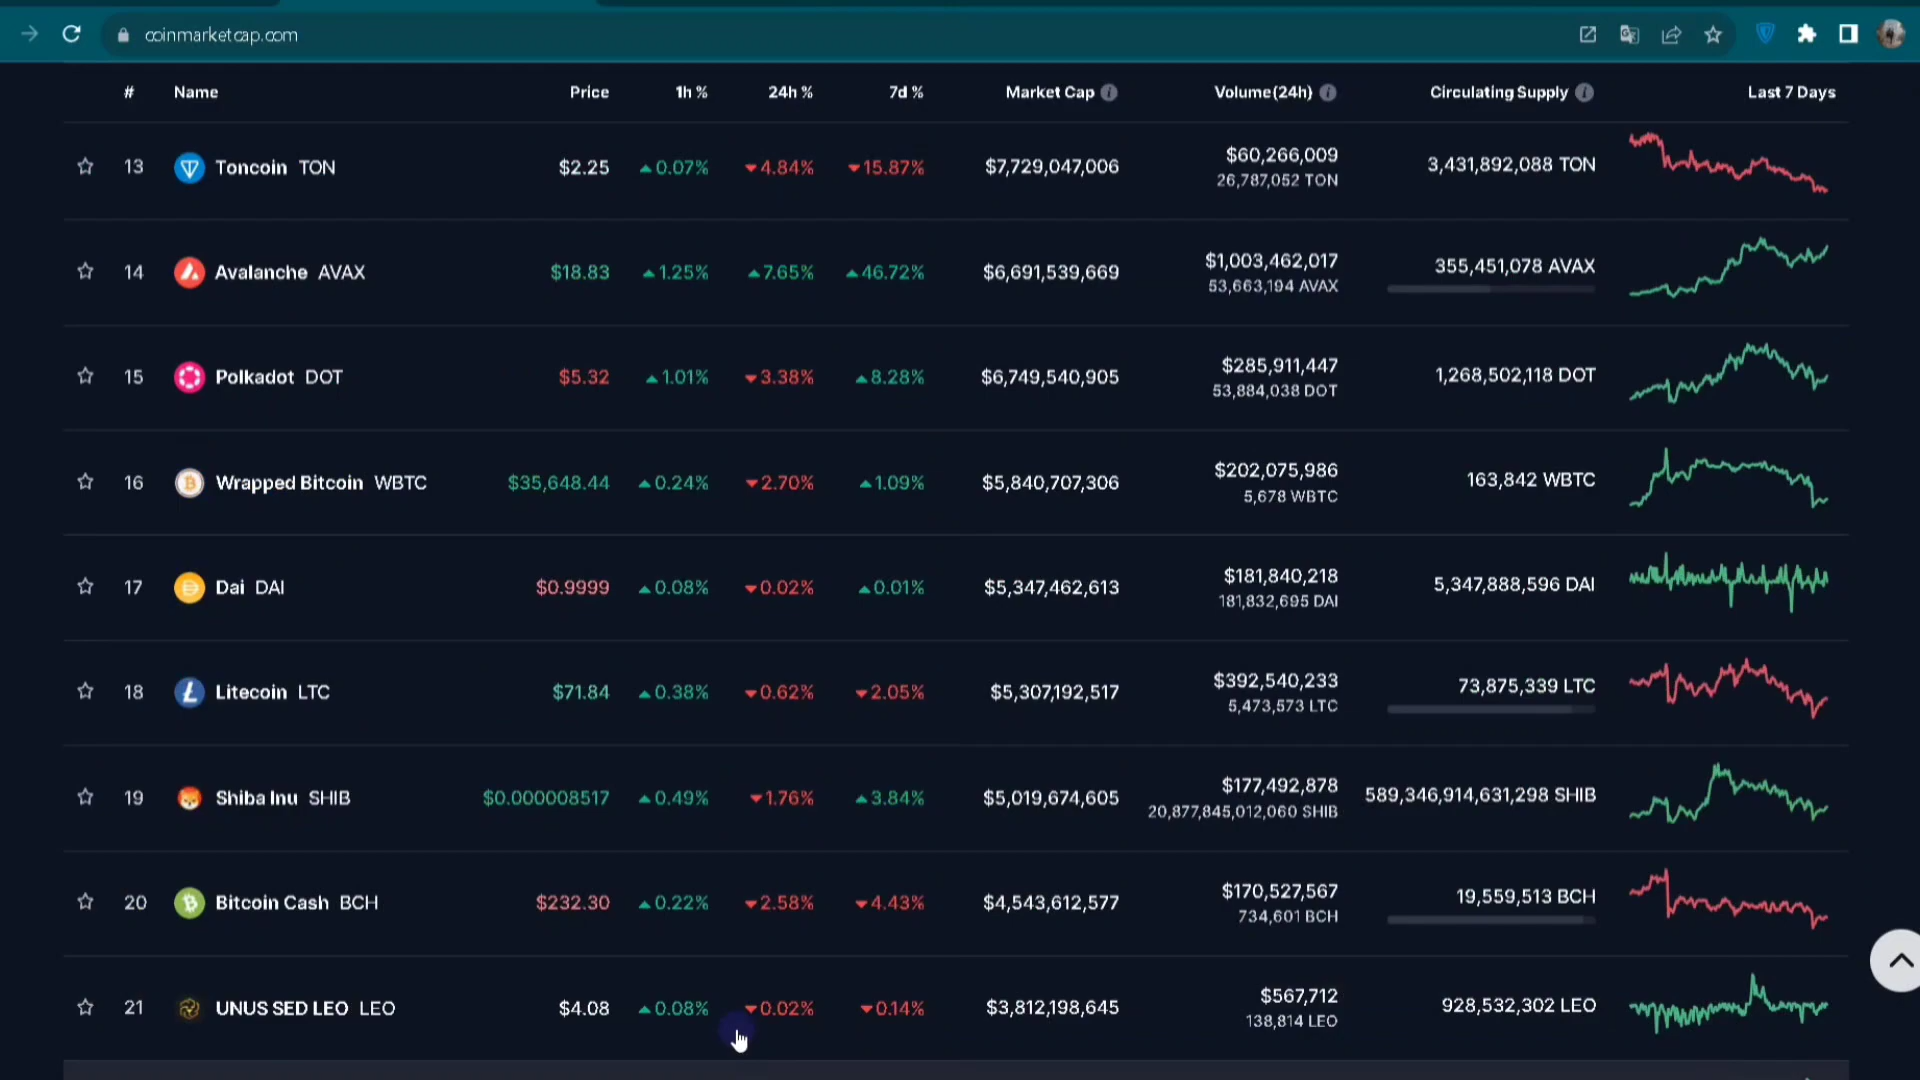 coinmarketcap.com
# Name Price 1h % 24h % 7d % Market Cap Volume(24h) Circulating Supply Last 7 Days
13 Toncoin TON $2.25 0.07% 4.84% 15.87% $7,729,047,006 $60,266,009 3,431,892,088 TON
26,787,052 TON
14 Avalanche AVAX $18.83 1.25% 7.65% 46.72% $6,691,539,669 $1,003,462,017 355,451,078 AVAX
53,663,194 AVAX
15 Polkadot DOT $5.32 1.01% 3.38% 8.28% $6,749,540,905 $285,911,447 1,268,502,118 DOT
53,884,038 DOT
16 Wrapped Bitcoin WBTC $35,648.44 0.24% 2.70% 1.09% $5,840,707,306 $202,075,986 163,842 WBTC
5,678 WBTC
17 Dai DAI $0.9999 0.08% 0.02% 0.01% $5,347,462,613 $181,840,218 5,347,888,596 DAI
181,832,695 DAI
18 Litecoin LTC $71.84 0.38% 0.62% 2.05% $5,307,192,517 $392,540,233 73,875,339 LTC
5,473,573 LTC
19 Shiba Inu SHIB $0.000008517 0.49% 1.76% 3.84% $5,019,674,605 $177,492,878 589,346,914,631,298 SHIB
20,877,845,012,060 SHIB
20 Bitcoin Cash BCH $232.30 0.22% 2.58% 4.43% $4,543,612,577 $170,527,567 19,559,513 BCH
734,601 BCH
21 UNUS SED LEO LEO $4.08 0.08% 0.02% 0.14% $3,812,198,645 $567,712 928,532,302 LEO
138,814 LEO